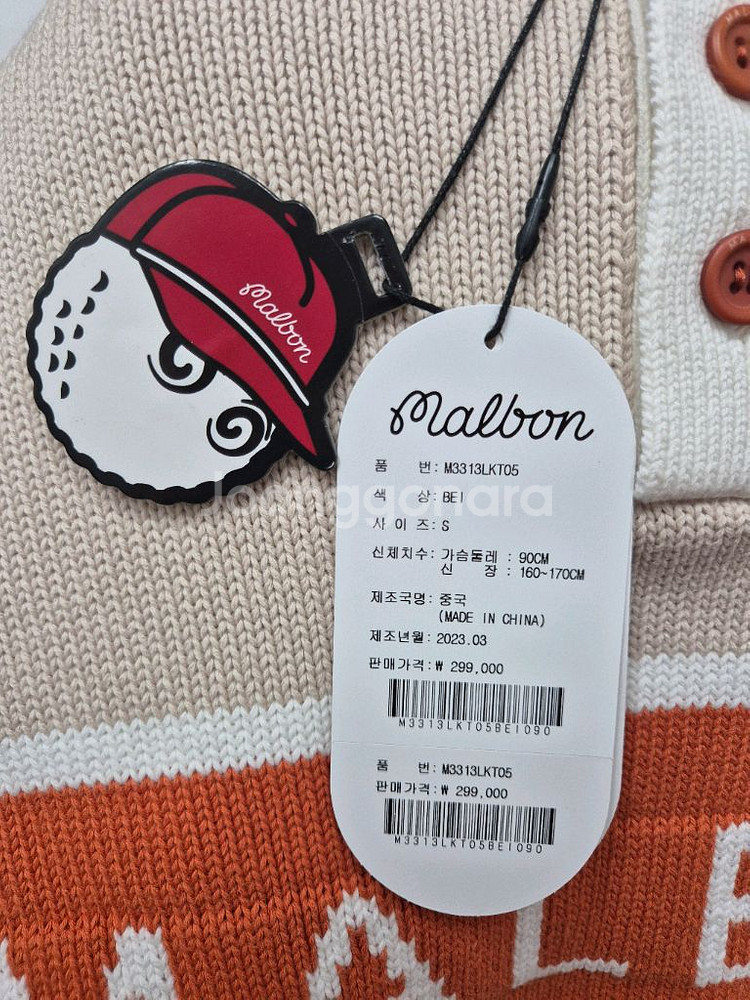 Malbon
Malbon
품 번: M3313LKT05
색 상: BEI
사 이 즈: S
신체치수: 가슴둘레 : 90CM
신 장 : 160~170CM
제조국명: 중국
(MADE IN CHINA)
제조년월: 2023.03
판매가격: ₩ 299,000
M3313LKT05BEI090
품 번: M3313LKT05
판매가격: ₩ 299,000
M3313LKT05BEI090
Joonggonara
MALB